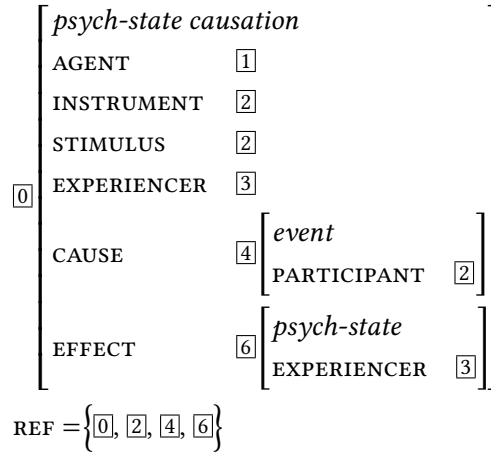 psych-state causation
AGENT 1
INSTRUMENT 2
STIMULUS 2
0 EXPERIENCER 3
event
CAUSE 4
PARTICIPANT 2
psych-state
EFFECT 6
EXPERIENCER 3
REF = {0, 2, 4, 6}